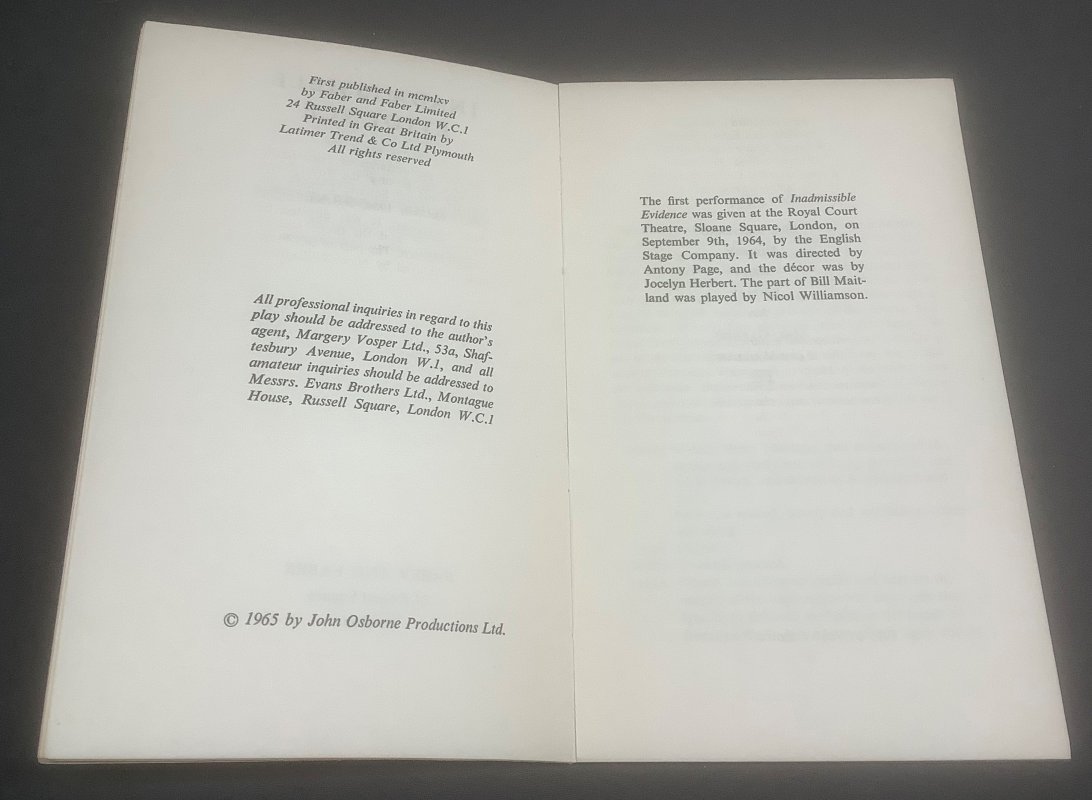 First published in mcmlxv
by Faber and Faber Limited
24 Russell Square London W.C.1
Printed in Great Britain by
Latimer Trend & Co Ltd Plymouth
All rights reserved
All professional inquiries in regard to this
play should be addressed to the author's
agent, Margery Vosper Ltd., 53a, Shaf-
tesbury Avenue, London W.1, and all
amateur inquiries should be addressed to
Messrs. Evans Brothers Ltd., Montague
House, Russell Square, London W.C.1
© 1965 by John Osborne Productions Ltd.
The first performance of Inadmissible
Evidence was given at the Royal Court
Theatre, Sloane Square, London, on
September 9th, 1964, by the English
Stage Company. It was directed by
Antony Page, and the décor was by
Jocelyn Herbert. The part of Bill Mait-
land was played by Nicol Williamson.